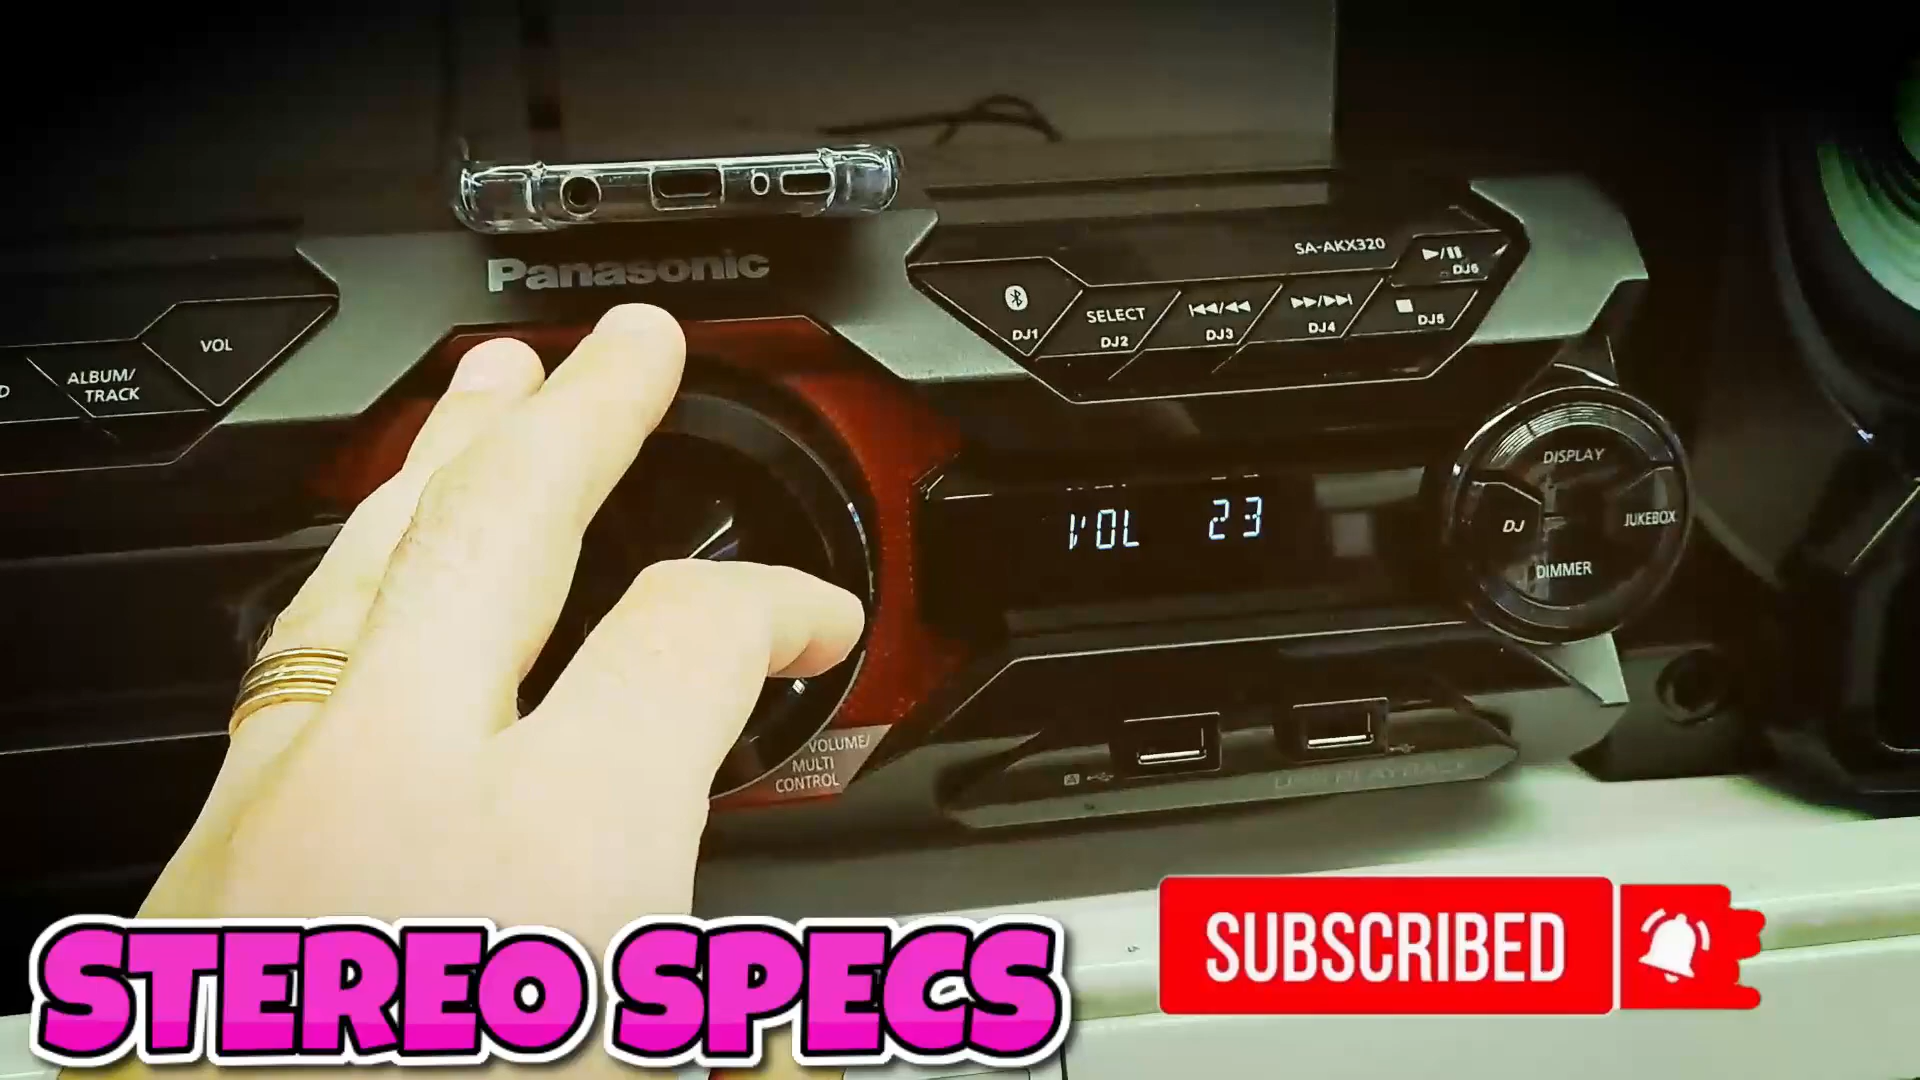 Panasonic
SA-AKX320
VOL
ALBUM/
TRACK
D
DJ1
SELECT
DJ2
DJ3
DJ4
DJ5
DJ6
DISPLAY
DJ
JUKEBOX
DIMMER
VOL 23
VOLUME/
MULTI
CONTROL
STEREO SPECS
SUBSCRIBED